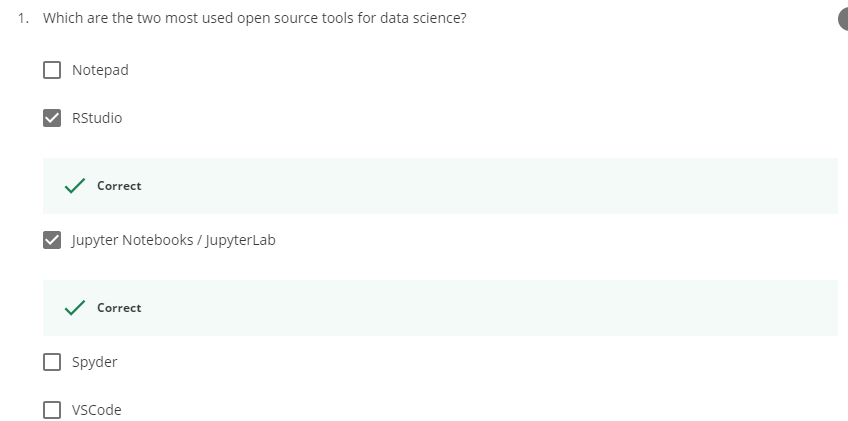 1. Which are the two most used open source tools for data science?
Notepad
RStudio
Correct
Jupyter Notebooks / JupyterLab
Correct
Spyder
VSCode